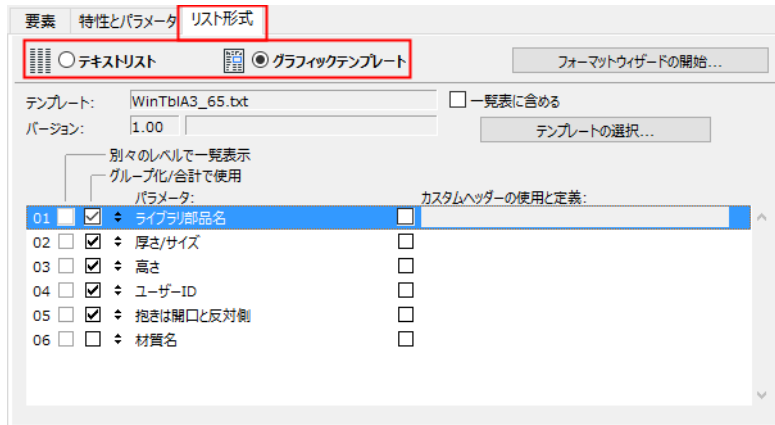 要素 特性とパラメータ リスト形式
テキストリスト グラフィックテンプレート フォーマットウィザードの開始...
テンプレート: WinTblA3_65.txt 一覧表に含める
バージョン: 1.00 テンプレートの選択...
別々のレベルで一覧表示
グループ化/合計で使用
パラメータ: カスタムヘッダーの使用と定義:
01 ライブラリ部品名
02 厚さ/サイズ
03 高さ
04 ユーザーID
05 抱きは開口と反対側
06 材質名